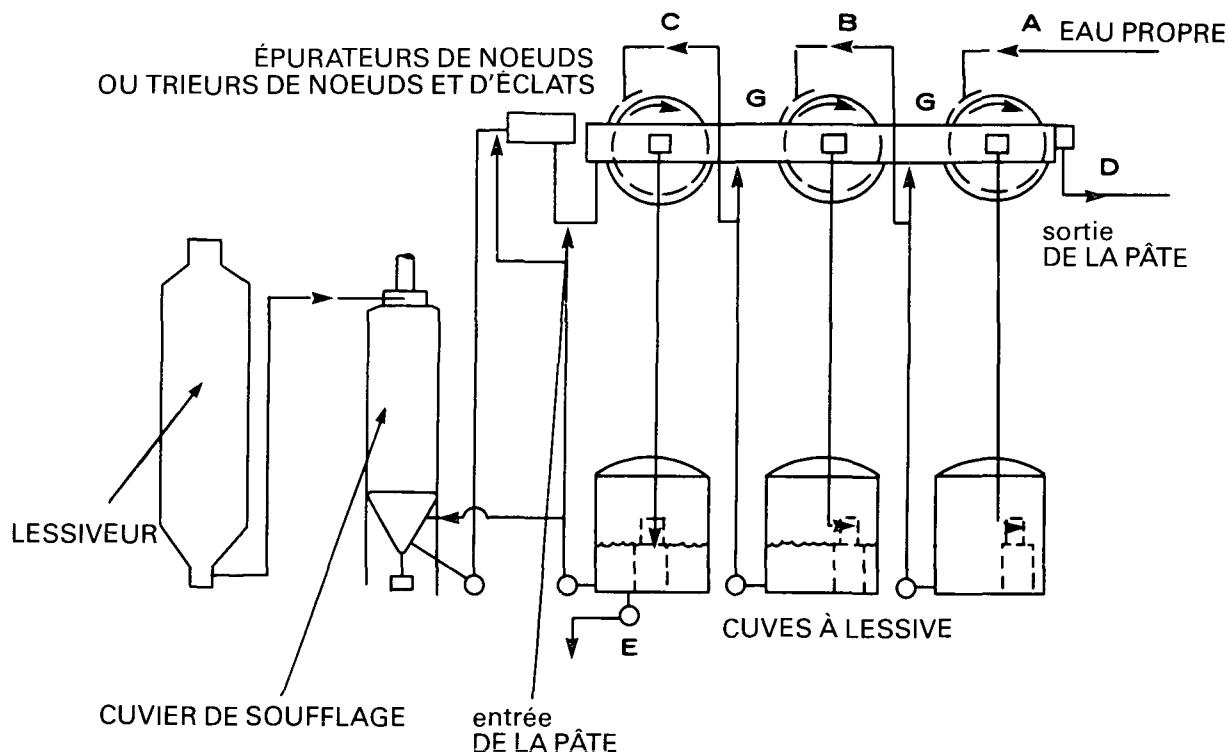 C
B
A
EAU PROPRE
ÉPURATEURS DE NOEUDS
OU TRIEURS DE NOEUDS ET D'ÉCLATS
G
G
D
sortie
DE LA PÂTE
LESSIVEUR
E
CUVES À LESSIVE
CUVIER DE SOUFFLAGE
entrée
DE LA PÂTE